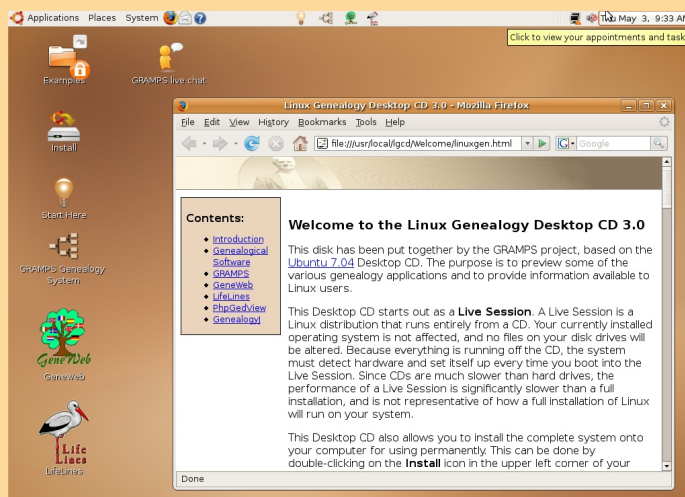 Applications Places System
Thu May 3, 9:33 AM
Click to view your appointments and task
Examples
GRAMPS live chat
Install
Start Here
GRAMPS Genealogy
System
GeneWeb
GeneWeb
Life
Lines
LifeLines
Linux Genealogy Desktop CD 3.0 - Mozilla Firefox
File Edit View History Bookmarks Tools Help
file:///usr/local/lgcd/Welcome/linuxgen.html
G Google
Contents:
Introduction
Genealogical
Software
GRAMPS
GeneWeb
LifeLines
PhpGedView
GenealogyJ
Welcome to the Linux Genealogy Desktop CD 3.0
This disk has been put together by the GRAMPS project, based on the
Ubuntu 7.04 Desktop CD. The purpose is to preview some of the
various genealogy applications and to provide information available to
Linux users.
This Desktop CD starts out as a Live Session. A Live Session is a
Linux distribution that runs entirely from a CD. Your currently installed
operating system is not affected, and no files on your disk drives will
be altered. Because everything is running off the CD, the system
must detect hardware and set itself up every time you boot into the
Live Session. Since CDs are much slower than hard drives, the
performance of a Live Session is significantly slower than a full
installation, and is not representative of how a full installation of Linux
will run on your system.
This Desktop CD also allows you to install the complete system onto
your computer for using permanently. This can be done by
double-clicking on the Install icon in the upper left corner of your
Done